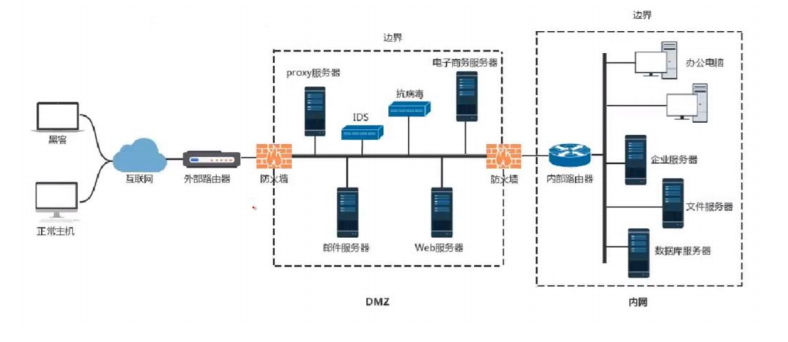 边界
边界
电子商务服务器
办公电脑
proxy服务器
抗病毒
IDS
黑客
互联网
外部路由器
防火墙
防火墙
内部路由器
企业服务器
文件服务器
正常主机
邮件服务器
Web服务器
数据库服务器
DMZ
内网